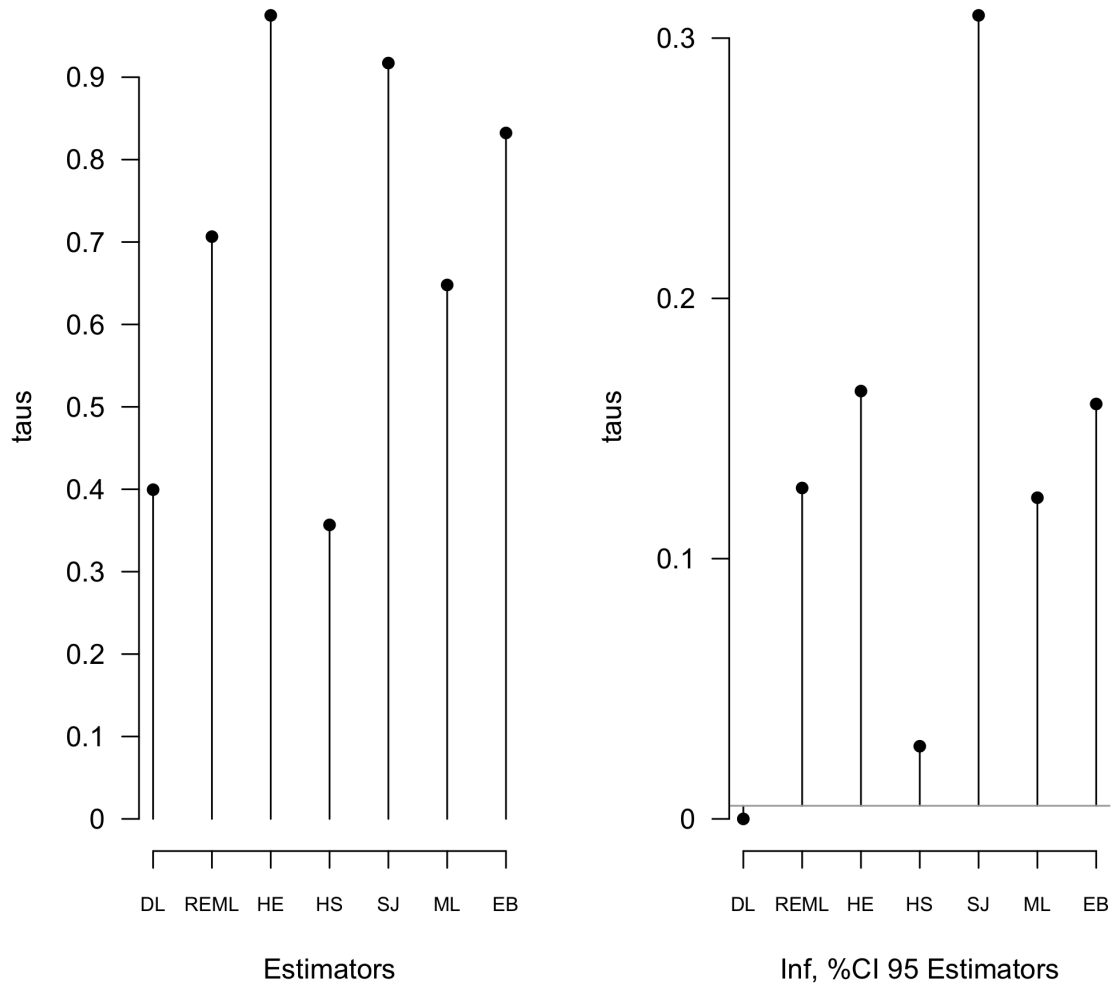 taus
0.9
0.8
0.7
0.6
0.5
0.4
0.3
0.2
0.1
0
DL REML HE HS SJ ML EB
Estimators
taus
0.3
0.2
0.1
0
DL REML HE HS SJ ML EB
Inf, %CI 95 Estimators